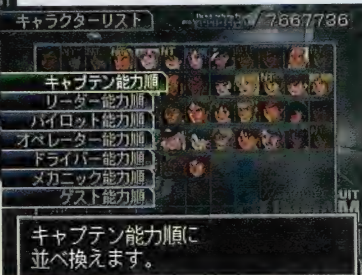 キャラクターリスト
7667736
キャプテン能力順
リーダー能力順
パイロット能力順
オペレーター能力順
ドライバー能力順
メカニック能力順
ゲスト能力順
キャプテン能力順に
並べ換えます。